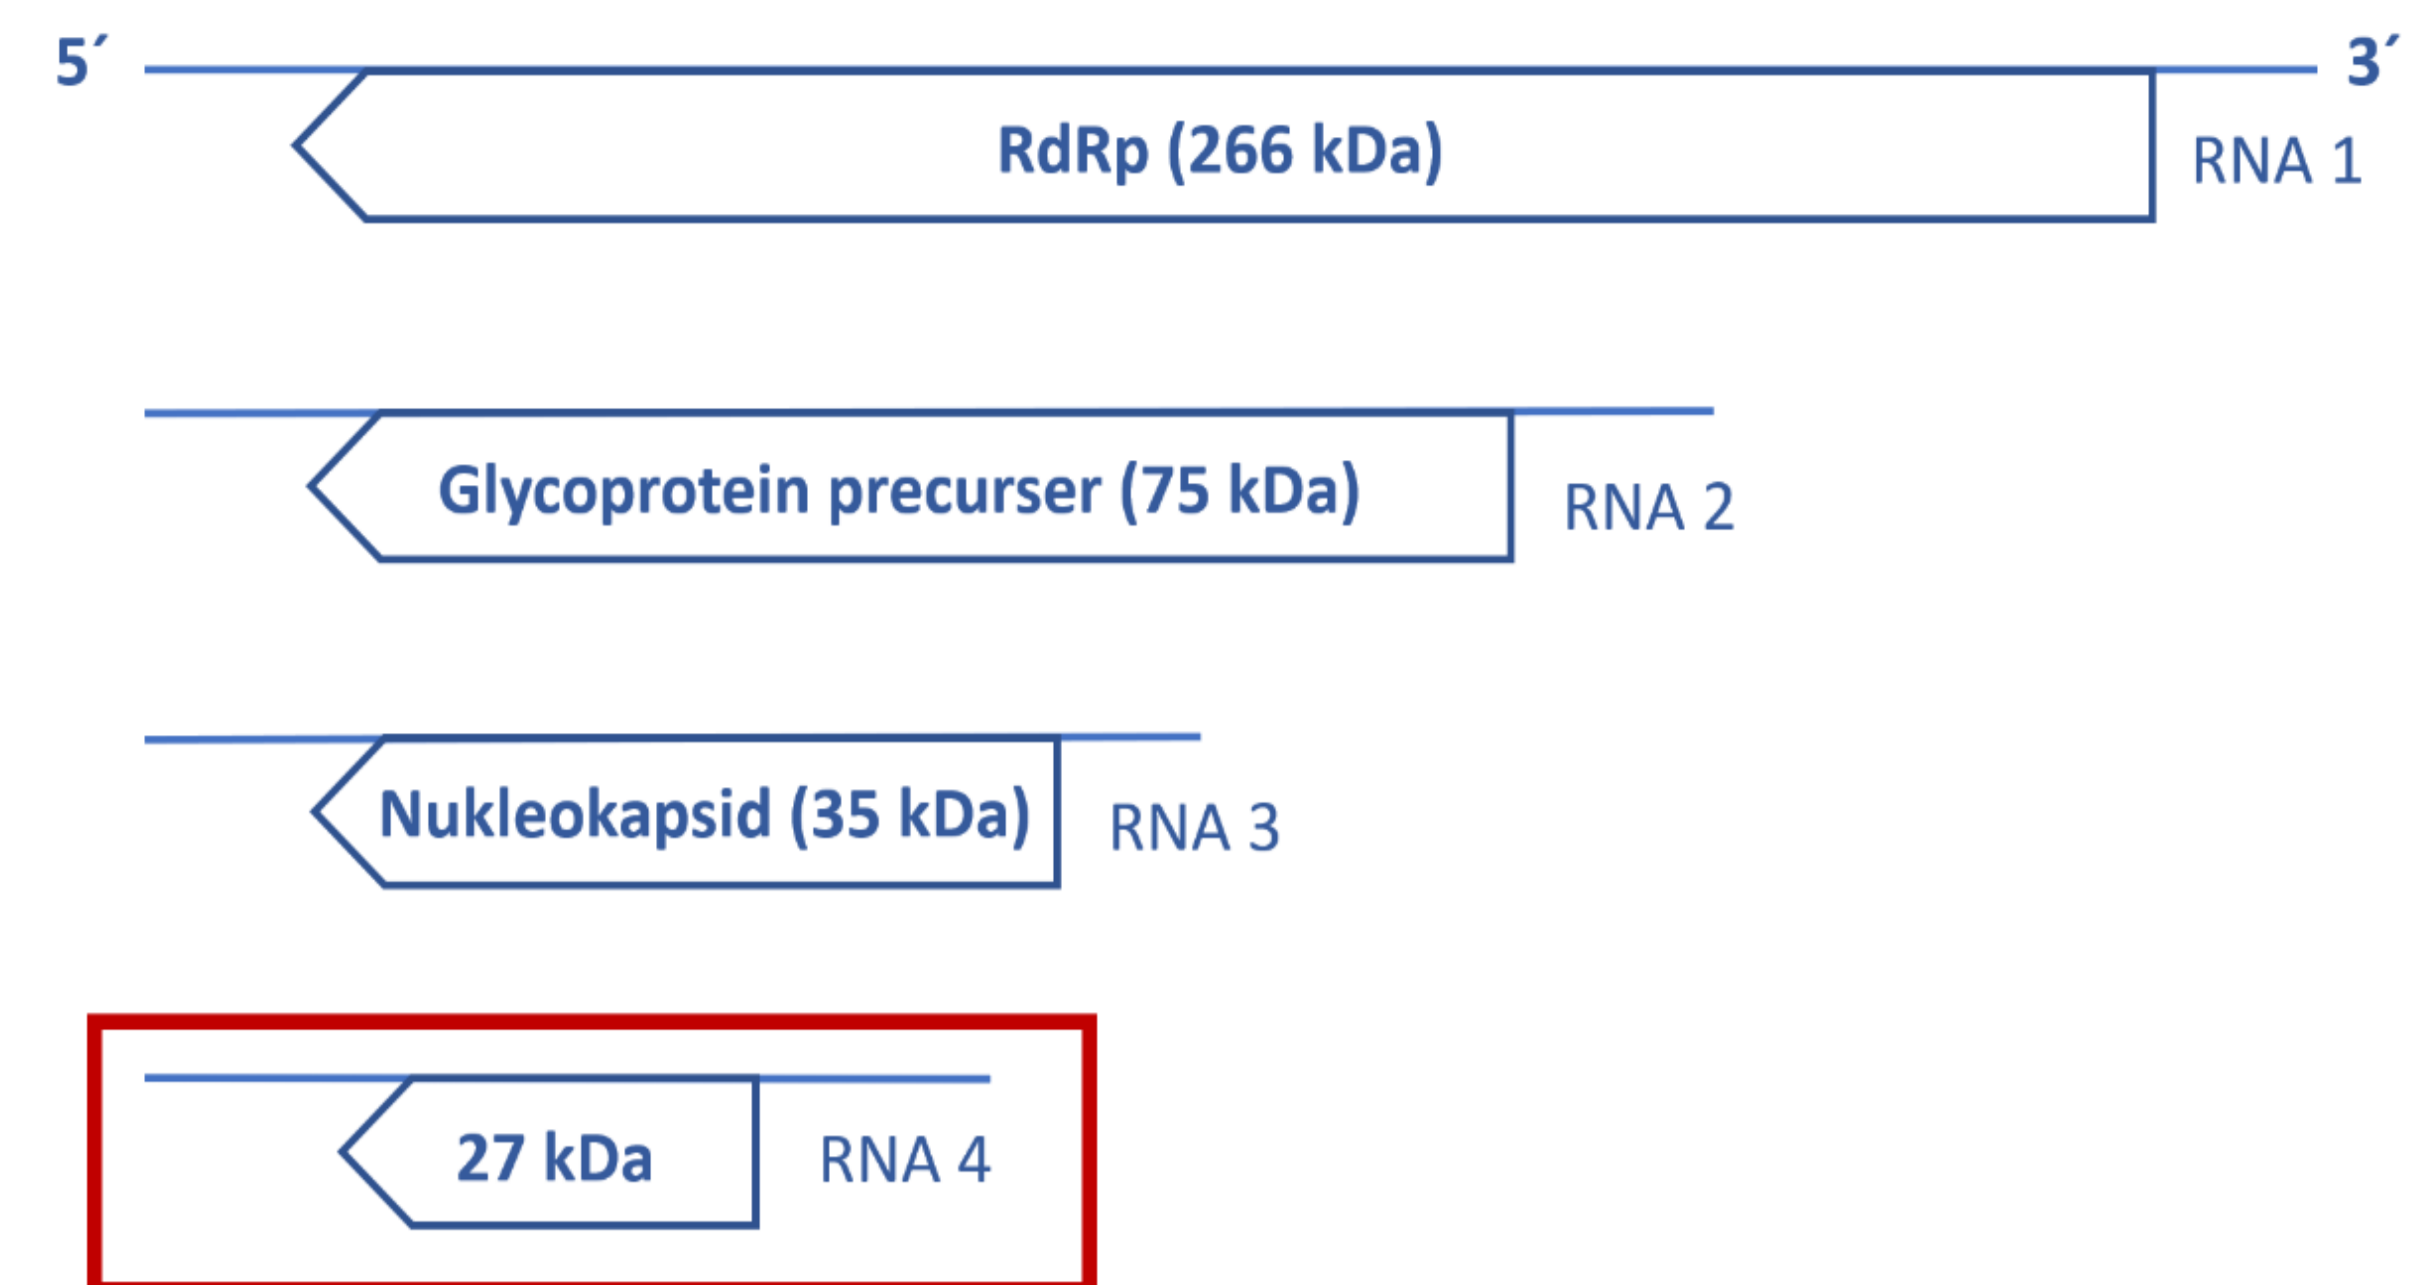 5´ 3´
RdRp (266 kDa)
RNA 1
Glycoprotein precurser (75 kDa)
RNA 2
Nukleokapsid (35 kDa)
RNA 3
27 kDa
RNA 4